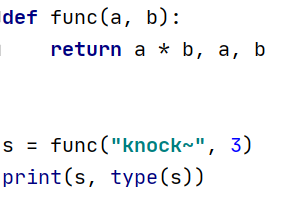 def func(a, b):
    return a * b, a, b
s = func("knock~", 3)
print(s, type(s))